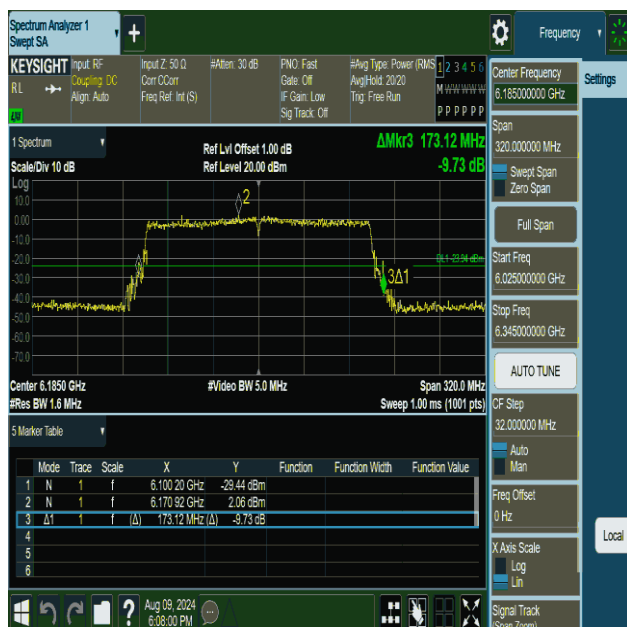 Spectrum Analyzer 1
Swept SA
+
Frequency
KEYSIGHT
RL
Input: RF
Coupling: DC
Align: Auto
Input Z: 50 Ω
Corr CCorr
Freq Ref: Int (S)
#Atten: 30 dB
PNO: Fast
Gate: Off
IF Gain: Low
Sig Track: Off
#Avg Type: Power (RMS
Avg|Hold: 20/20
Trig: Free Run
1 2 3 4 5 6
M W W W W W
P P P P P P
1 Spectrum
Scale/Div 10 dB
Ref Lvl Offset 1.00 dB
Ref Level 20.00 dBm
ΔMkr3 173.12 MHz
-9.73 dB
Log
10.0
0.00
-10.0
-20.0
-30.0
-40.0
-50.0
-60.0
-70.0
2
3Δ1
Center 6.1850 GHz
#Video BW 5.0 MHz
Span 320.0 MHz
#Res BW 1.6 MHz
Sweep 1.00 ms (1001 pts)
5 Marker Table
Mode Trace Scale X Y Function Function Width Function Value
1 N 1 f 6.100 20 GHz -29.44 dBm
2 N 1 f 6.170 92 GHz 2.06 dBm
3 Δ1 1 f (Δ) 173.12 MHz (Δ) -9.73 dB
4
5
6
?
Aug 09, 2024
6:08:00 PM
Center Frequency
6.185000000 GHz
Span
320.000000 MHz
Swept Span
Zero Span
Full Span
Start Freq
6.025000000 GHz
Stop Freq
6.345000000 GHz
AUTO TUNE
CF Step
32.000000 MHz
Auto
Man
Freq Offset
0 Hz
X Axis Scale
Log
Lin
Signal Track
(Span Zoom)
Settings
Local